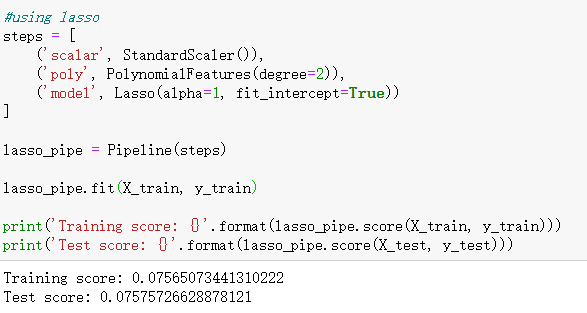 #using lasso
steps = [
    ('scalar', StandardScaler()),
    ('poly', PolynomialFeatures(degree=2)),
    ('model', Lasso(alpha=1, fit_intercept=True))
]
lasso_pipe = Pipeline(steps)
lasso_pipe.fit(X_train, y_train)
print('Training score: {}'.format(lasso_pipe.score(X_train, y_train)))
print('Test score: {}'.format(lasso_pipe.score(X_test, y_test)))
Training score: 0.07565073441310222
Test score: 0.07575726628878121